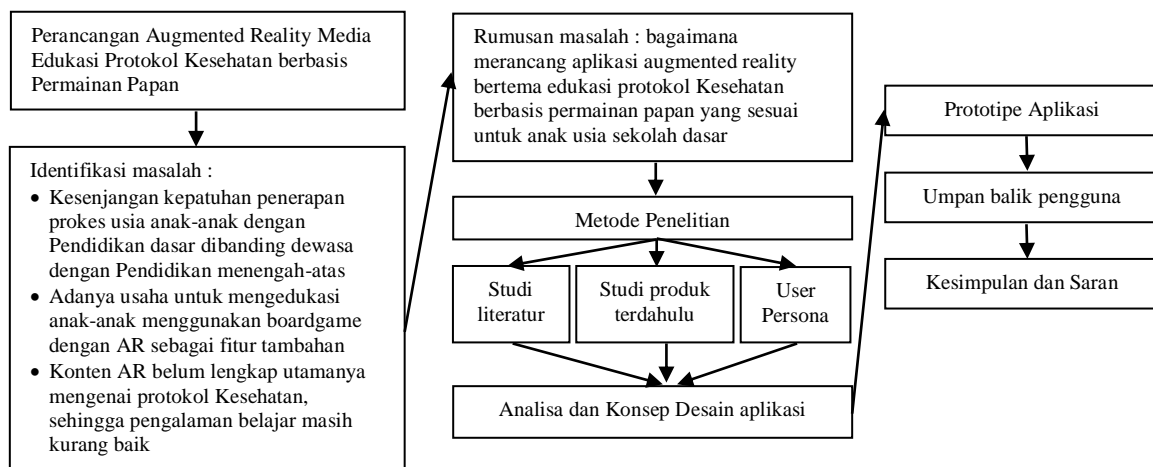 Perancangan Augmented Reality Media
Edukasi Protokol Kesehatan berbasis
Permainan Papan
Identifikasi masalah :
• Kesenjangan kepatuhan penerapan
prokes usia anak-anak dengan
Pendidikan dasar dibanding dewasa
dengan Pendidikan menengah-atas
• Adanya usaha untuk mengedukasi
anak-anak menggunakan boardgame
dengan AR sebagai fitur tambahan
• Konten AR belum lengkap utamanya
mengenai protokol Kesehatan,
sehingga pengalaman belajar masih
kurang baik
Rumusan masalah : bagaimana
merancang aplikasi augmented reality
bertema edukasi protokol Kesehatan
berbasis permainan papan yang sesuai
untuk anak usia sekolah dasar
Metode Penelitian
Studi
literatur
Studi produk
terdahulu
User
Persona
Analisa dan Konsep Desain aplikasi
Prototipe Aplikasi
Umpan balik pengguna
Kesimpulan dan Saran